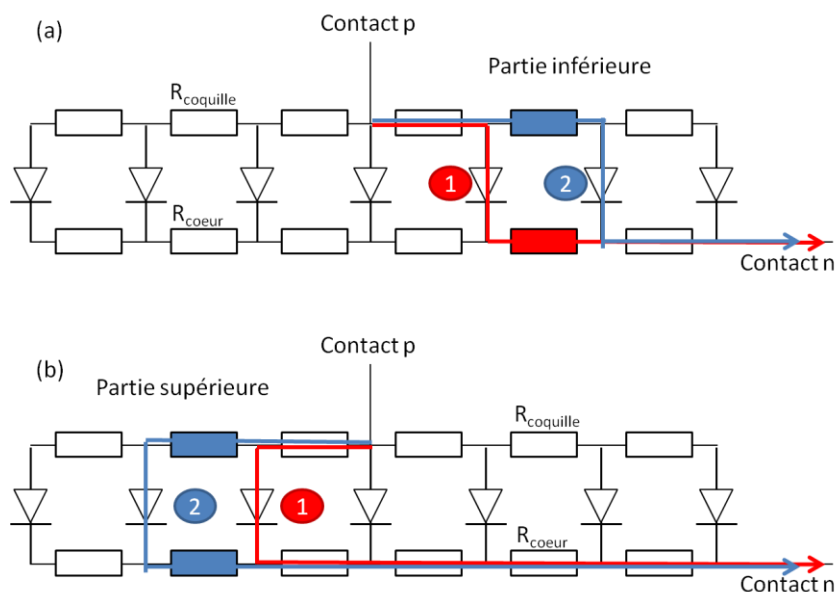 (a)
Contact p
Partie inférieure
Rcoquille
1
2
Rcoeur
Contact n
(b)
Contact p
Partie supérieure
Rcoquille
2
1
Rcoeur
Contact n